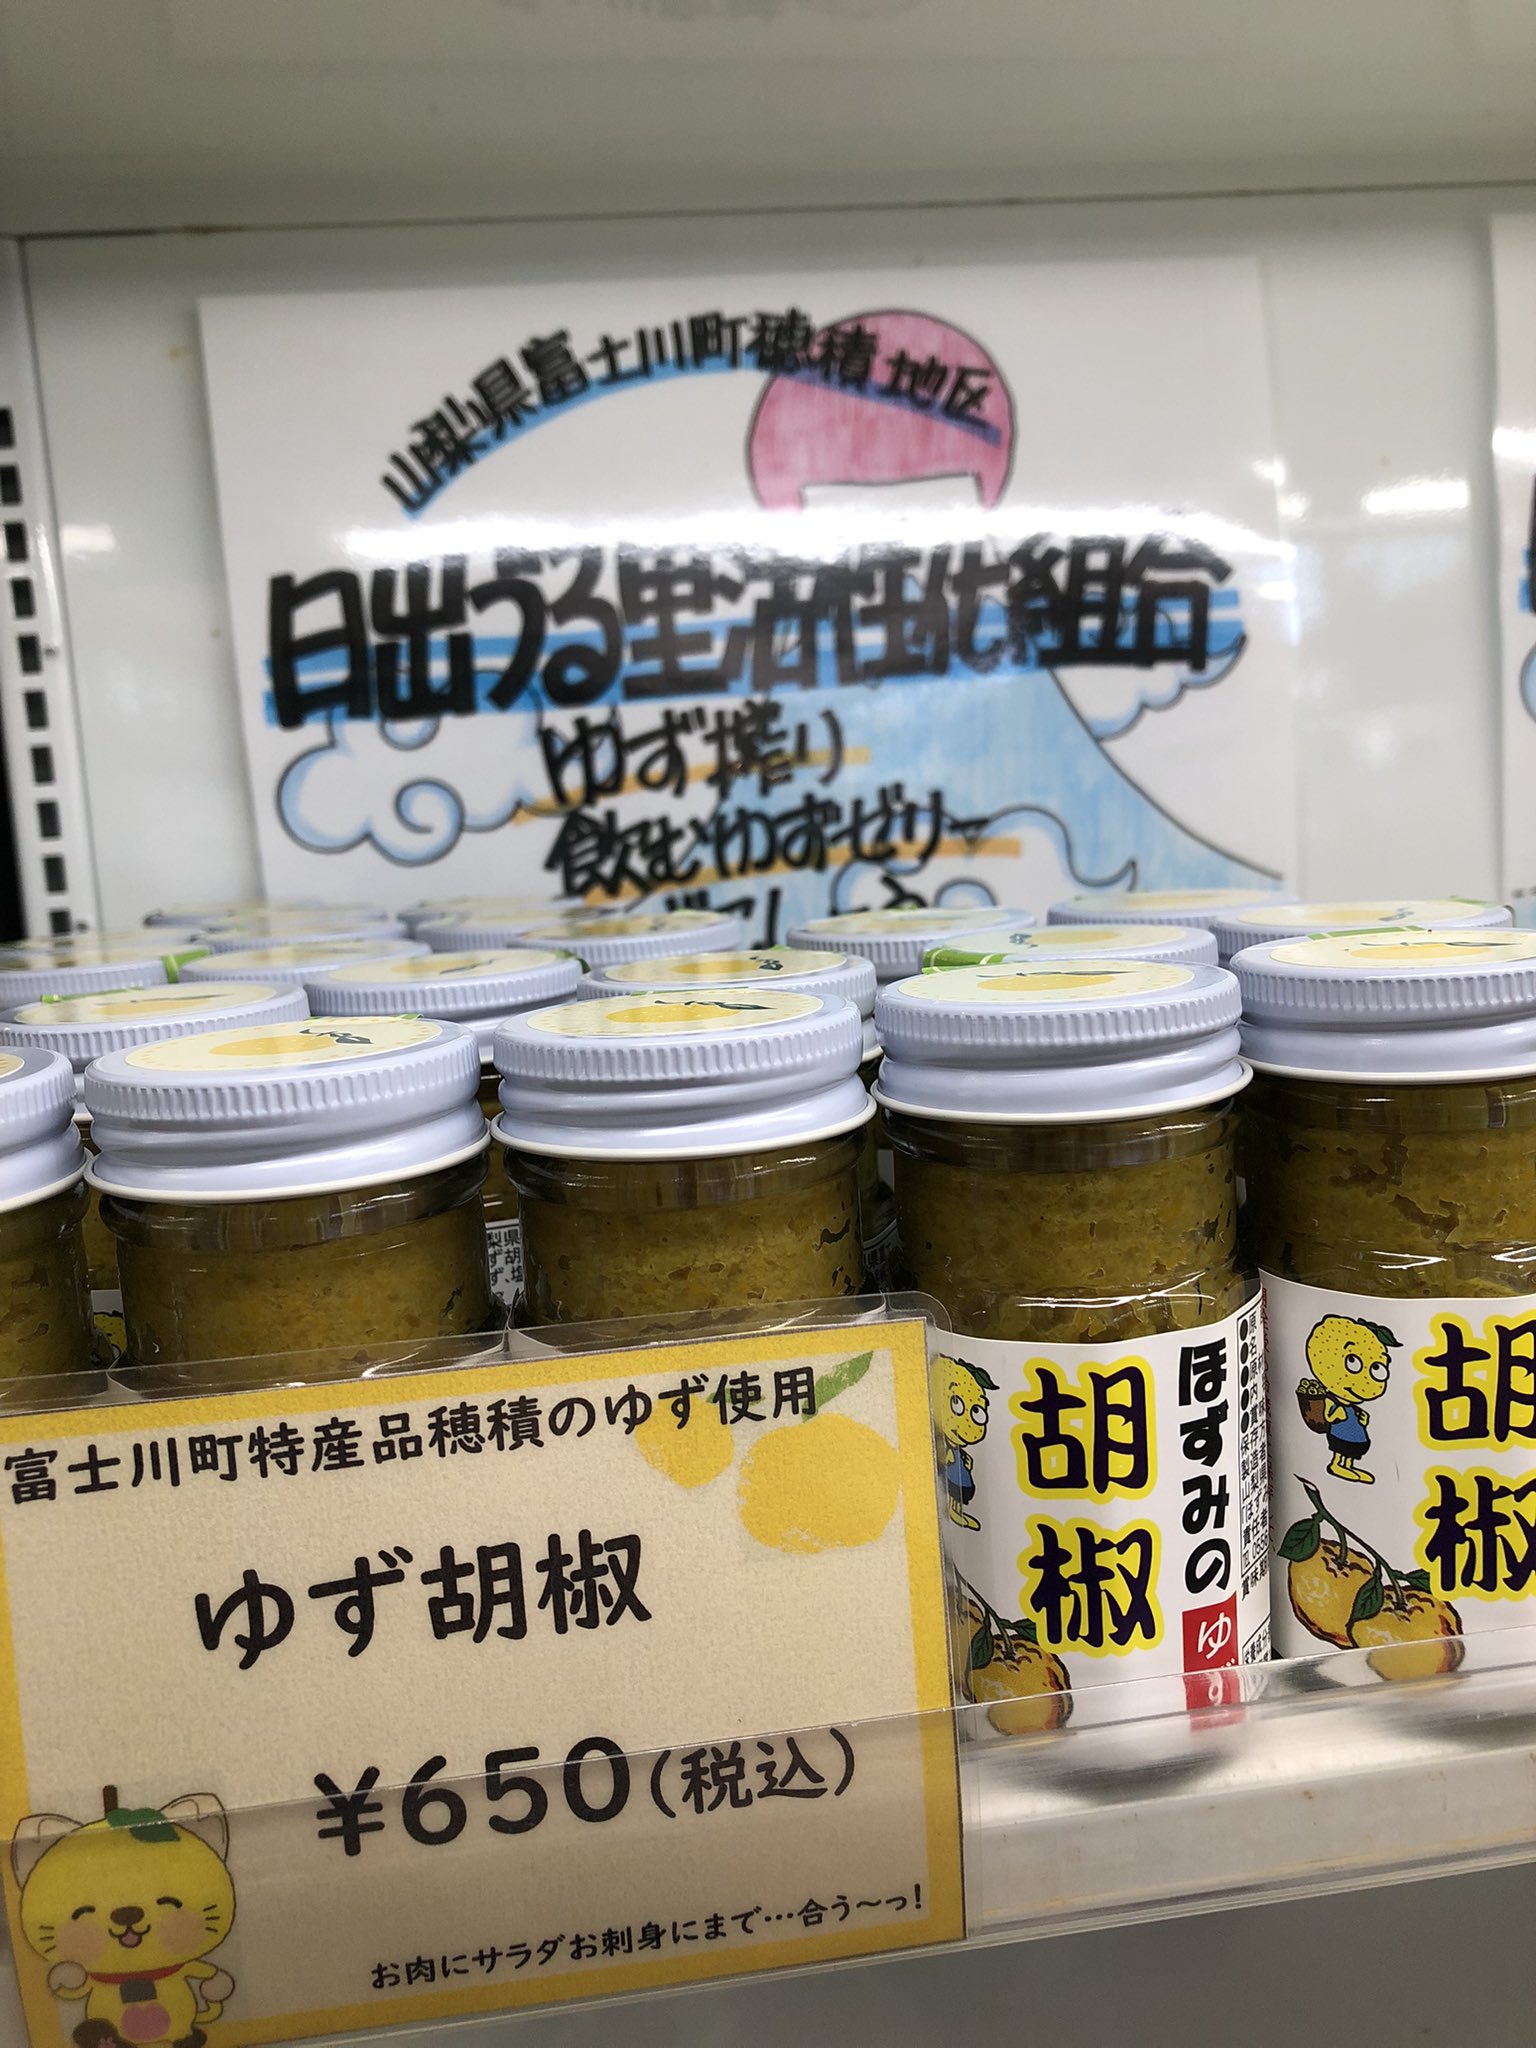 山梨県富士川町穂積地区
日出づる里活性化組合
ゆず搾り
飲むゆずゼリー
富士川町特産品穂積のゆず使用
ゆず胡椒
¥650(税込)
お肉にサラダお刺身にまで…合う〜っ!
ほずみの
ゆず
胡椒
胡椒